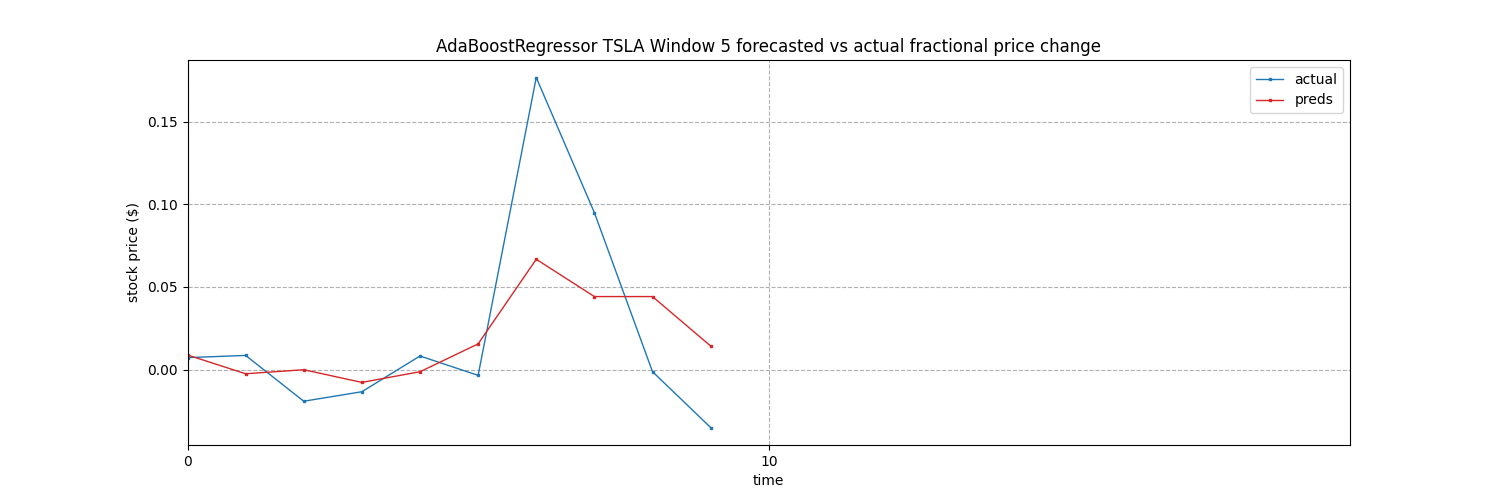 AdaBoostRegressor TSLA Window 5 forecasted vs actual fractional price change
actual
preds
0.15
0.10
0.05
0.00
stock price ($)
0
10
time